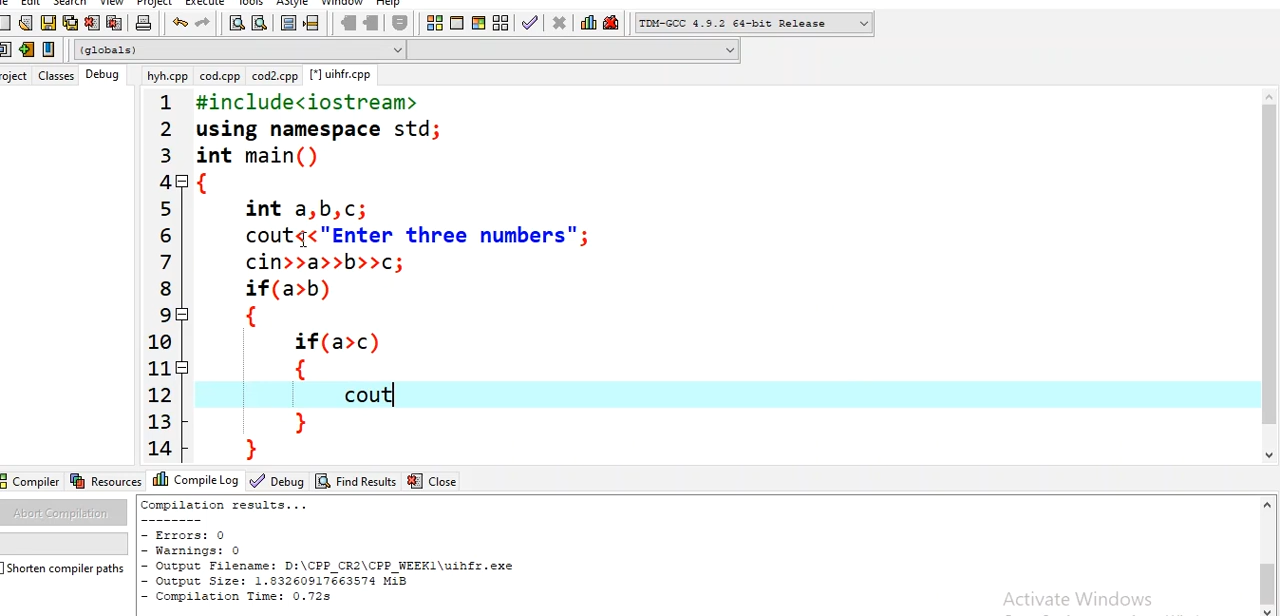 Edit Search View Project Execute Tools AStyle Window Help
TDM-GCC 4.9.2 64-bit Release
(globals)
roject Classes Debug hyh.cpp cod.cpp cod2.cpp [*] uihfr.cpp
1 #include<iostream>
2 using namespace std;
3 int main()
4 {
5 int a,b,c;
6 cout<<"Enter three numbers";
7 cin>>a>>b>>c;
8 if(a>b)
9 {
10 if(a>c)
11 {
12 cout
13 }
14 }
Compiler Resources Compile Log Debug Find Results Close
Abort Compilation
Shorten compiler paths
Compilation results...
--------
- Errors: 0
- Warnings: 0
- Output Filename: D:\CPP_CR2\CPP_WEEK1\uihfr.exe
- Output Size: 1.83260917663574 MiB
- Compilation Time: 0.72s
Activate Windows